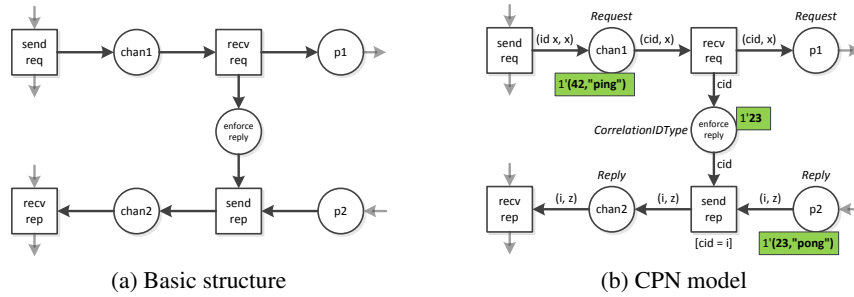 send
req
chan1
recv
req
p1
enforce
reply
recv
rep
chan2
send
rep
p2
(a) Basic structure
Request
Request
send
req
(id x, x)
chan1
(cid, x)
recv
req
(cid, x)
p1
1'(42,"ping")
cid
CorrelationIDType
enforce
reply
1'23
cid
Reply
Reply
recv
rep
(i, z)
chan2
(i, z)
send
rep
(i, z)
p2
[cid = i]
1'(23,"pong")
(b) CPN model